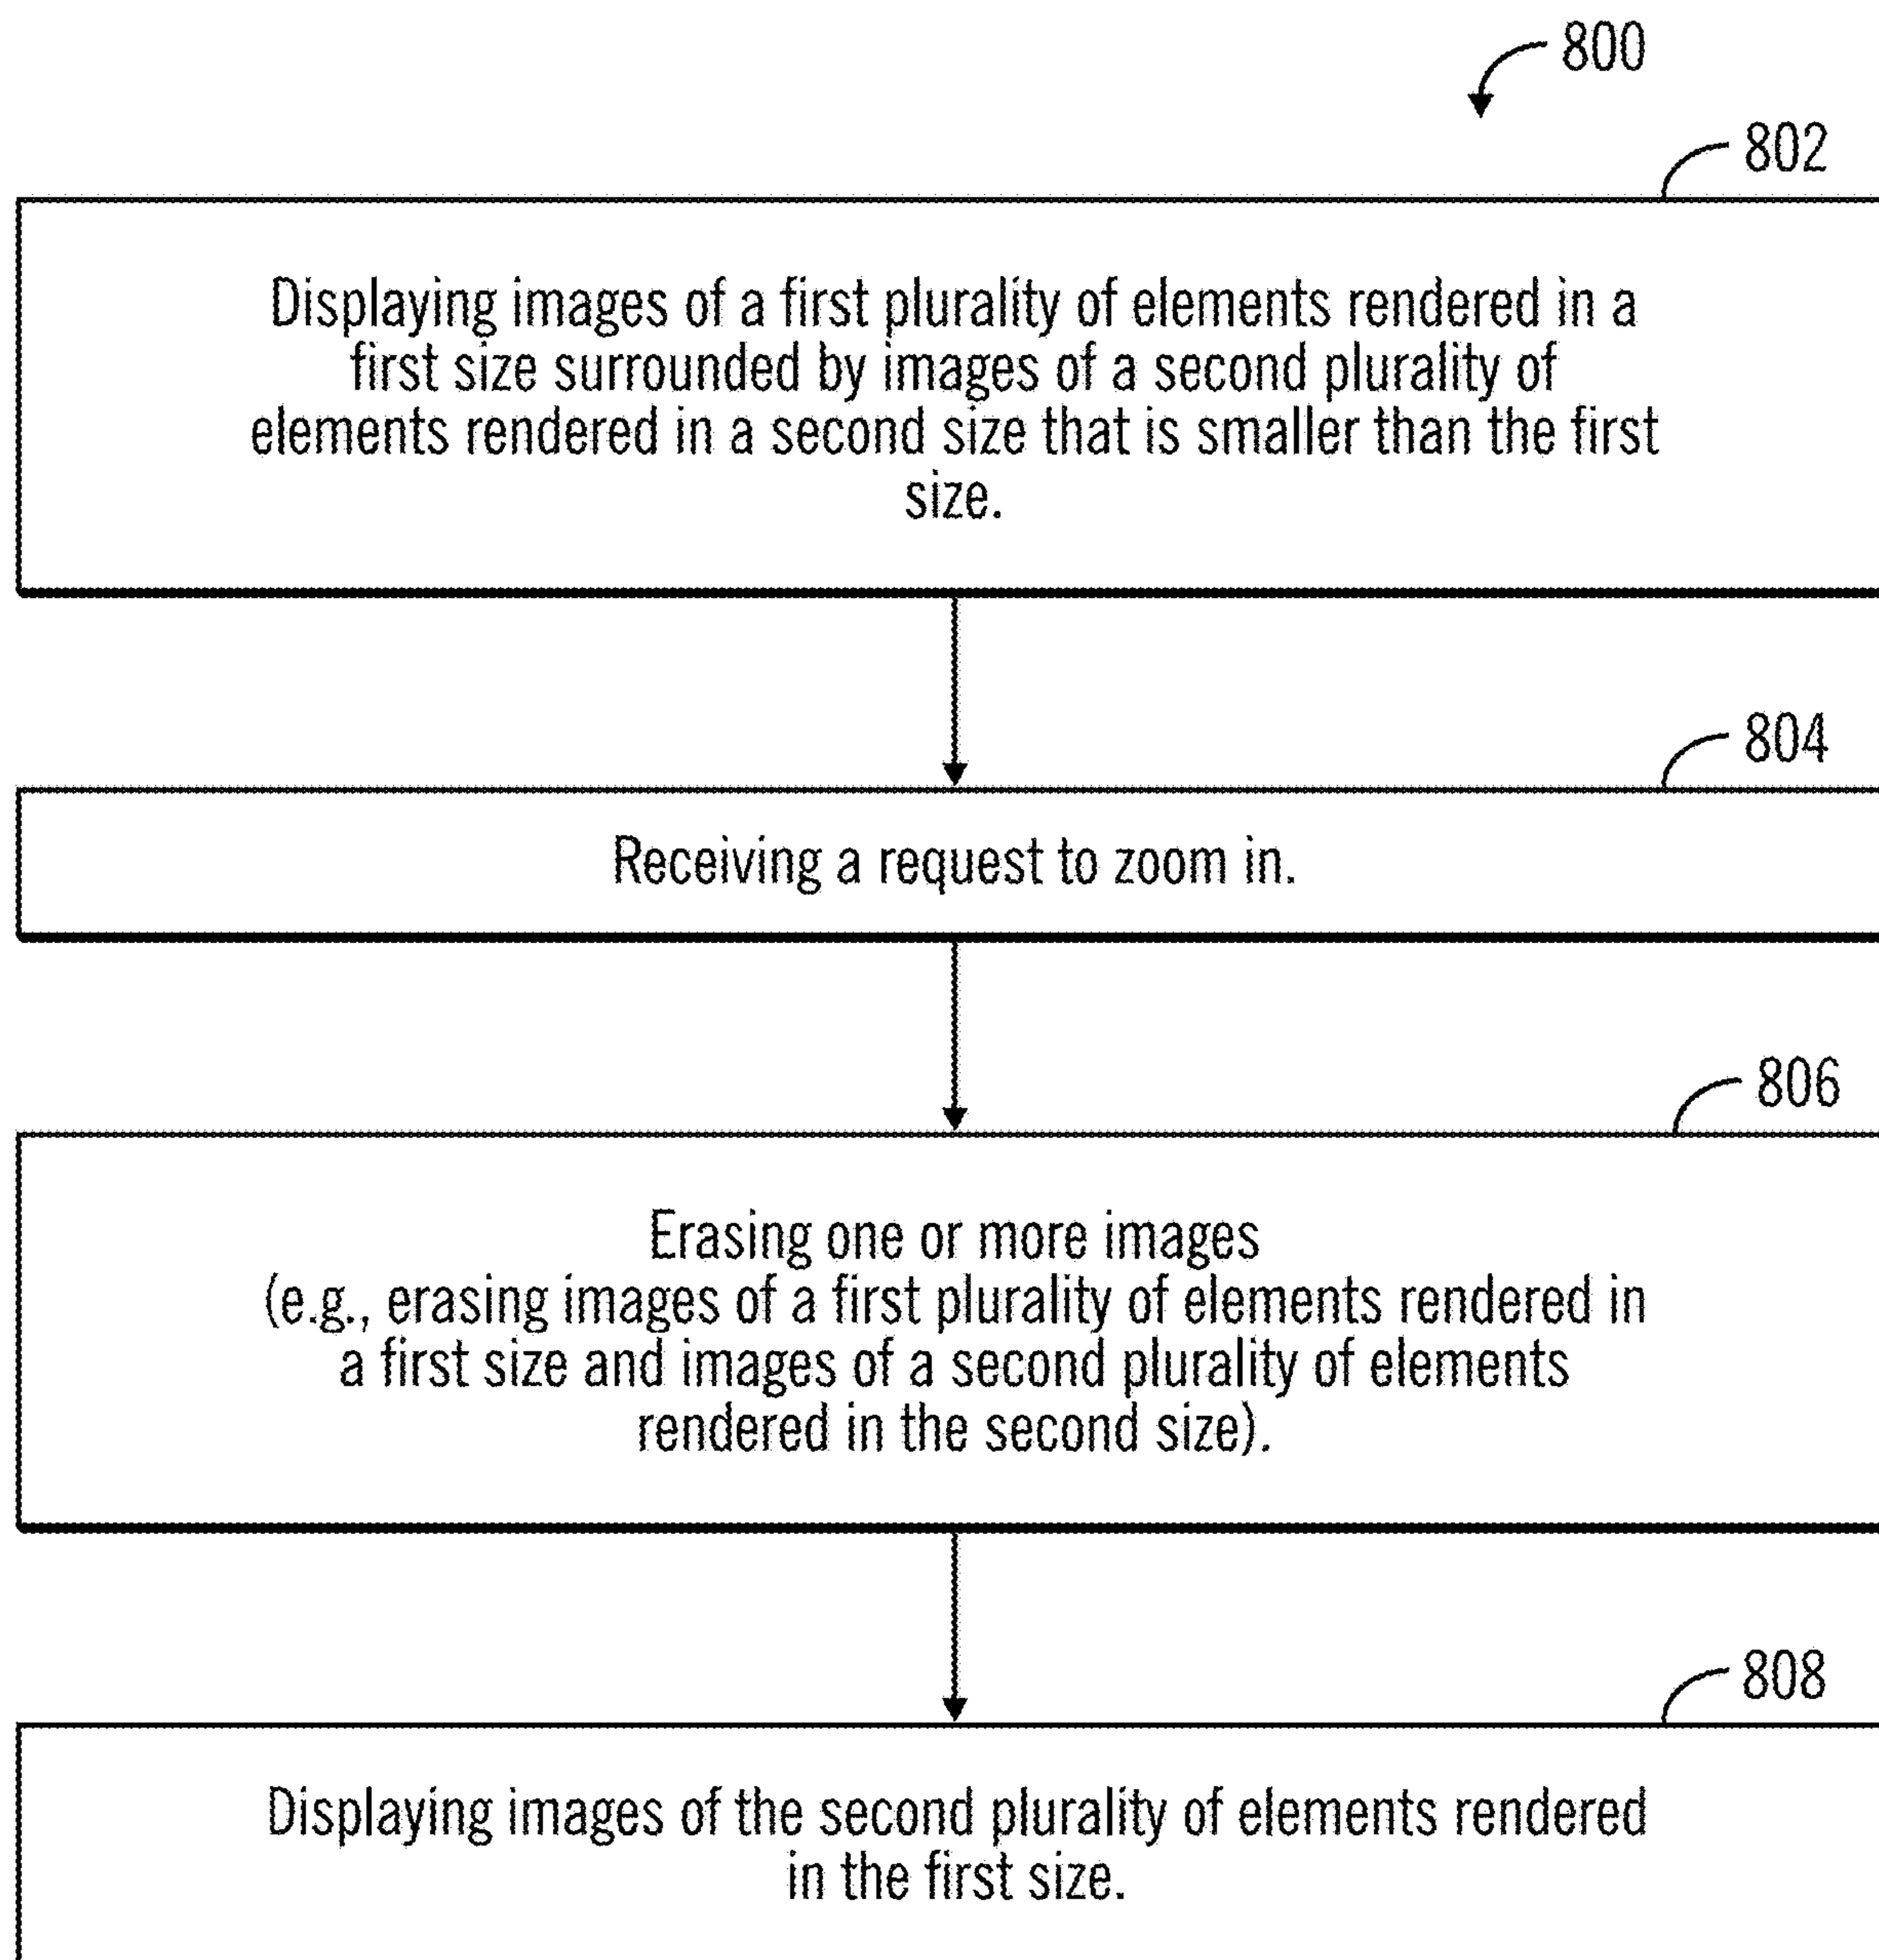 800
802
Displaying images of a first plurality of elements rendered in a
first size surrounded by images of a second plurality of
elements rendered in a second size that is smaller than the first
size.
804
Receiving a request to zoom in.
806
Erasing one or more images
(e.g., erasing images of a first plurality of elements rendered in
a first size and images of a second plurality of elements
rendered in the second size).
808
Displaying images of the second plurality of elements rendered
in the first size.